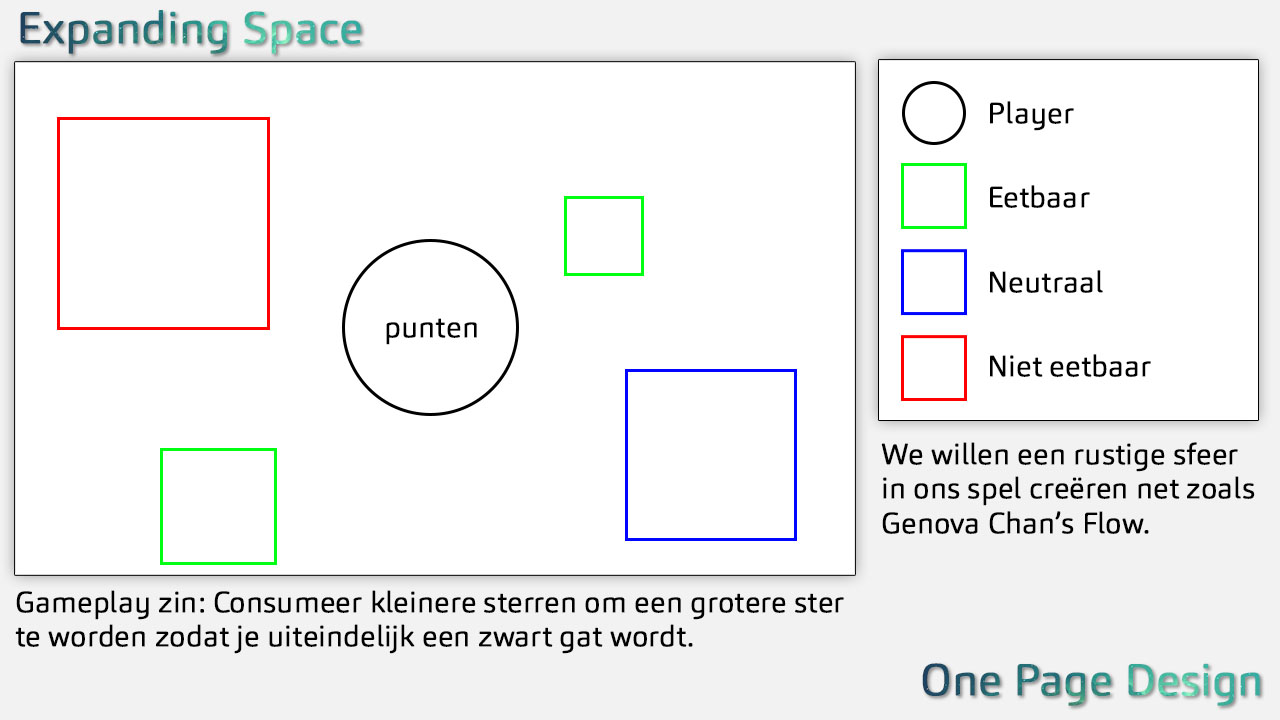 Expanding Space
punten
Player
Eetbaar
Neutraal
Niet eetbaar
We willen een rustige sfeer
in ons spel creëren net zoals
Genova Chan’s Flow.
Gameplay zin: Consumeer kleinere sterren om een grotere ster
te worden zodat je uiteindelijk een zwart gat wordt.
One Page Design